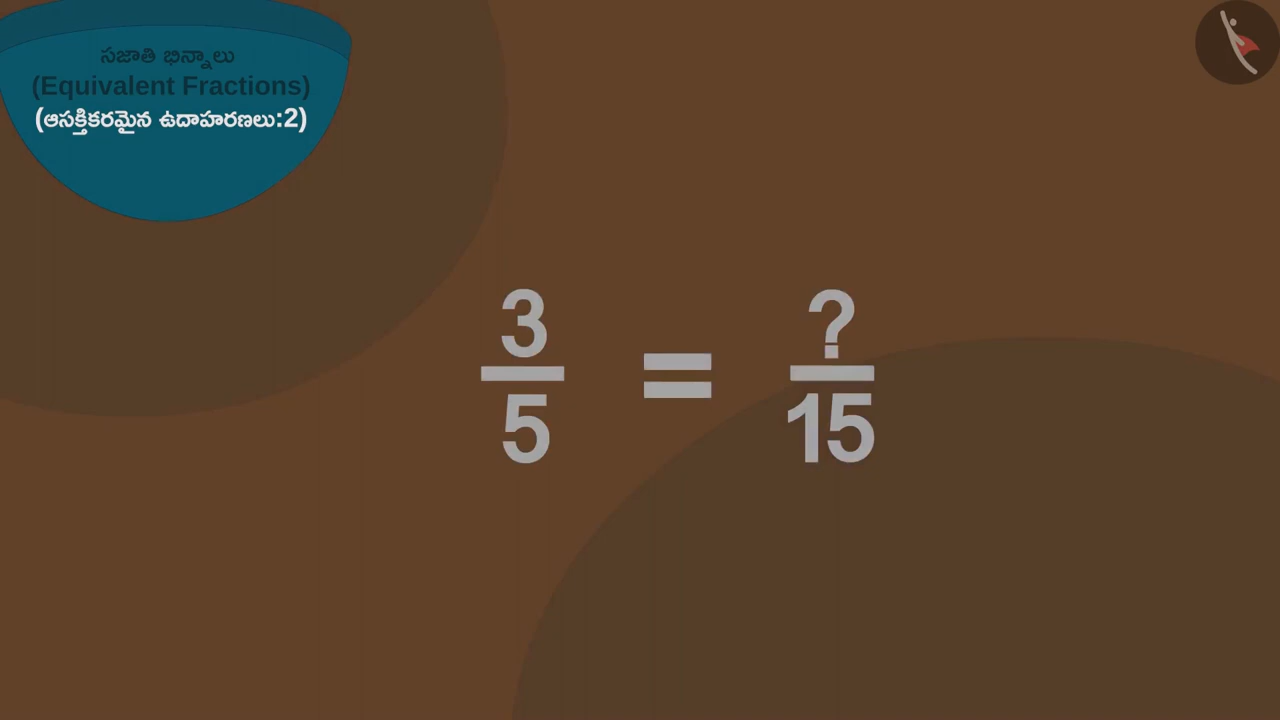 సజాతి భిన్నాలు
(Equivalent Fractions)
(ఆసక్తికరమైన ఉదాహరణలు:2)
3/5 = ?/15